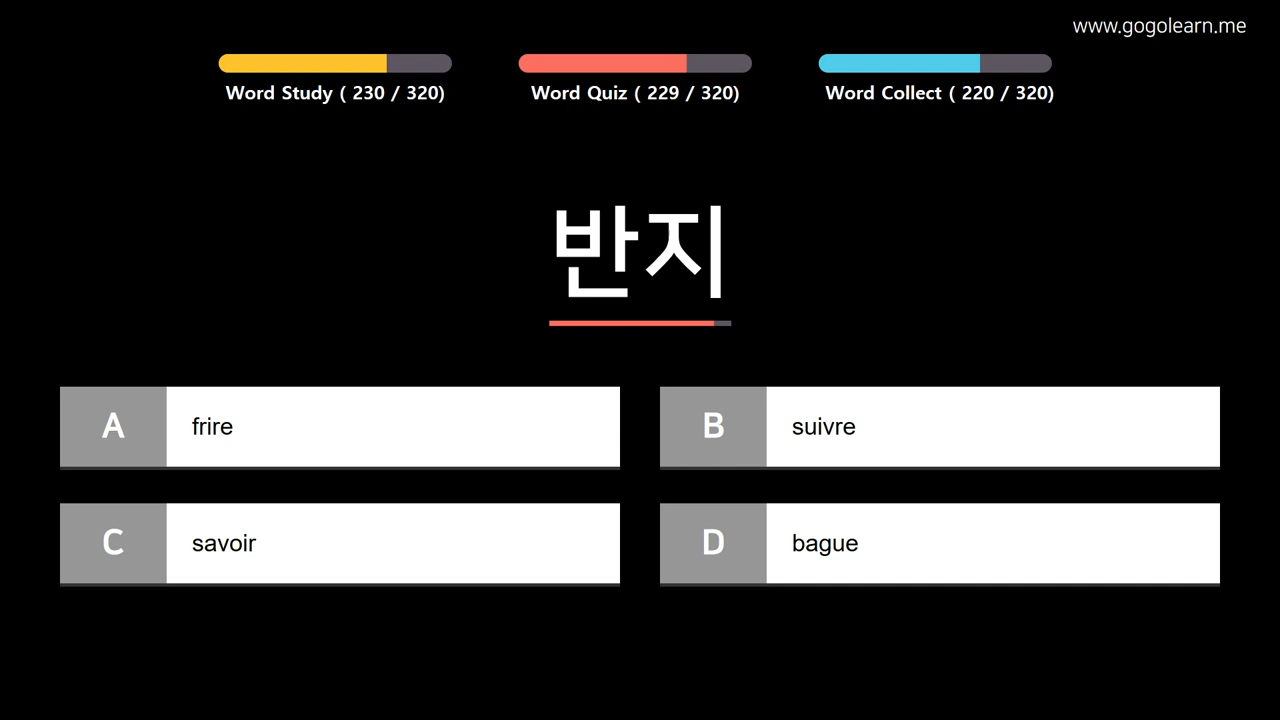 www.gogolearn.me
Word Study ( 230 / 320)
Word Quiz ( 229 / 320)
Word Collect ( 220 / 320)
반지
A frire
B suivre
C savoir
D bague